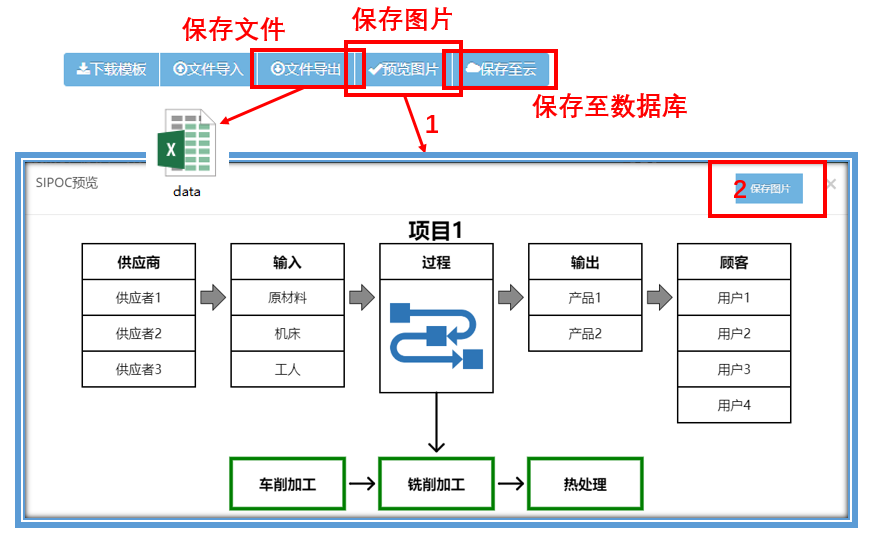 保存文件
保存图片
下载模板
文件导入
文件导出
预览图片
保存至云
保存至数据库
1
data
SIPOC预览
2
保存图片
×
项目1
供应商
供应者1
供应者2
供应者3
输入
原材料
机床
工人
过程
输出
产品1
产品2
顾客
用户1
用户2
用户3
用户4
车削加工
铣削加工
热处理